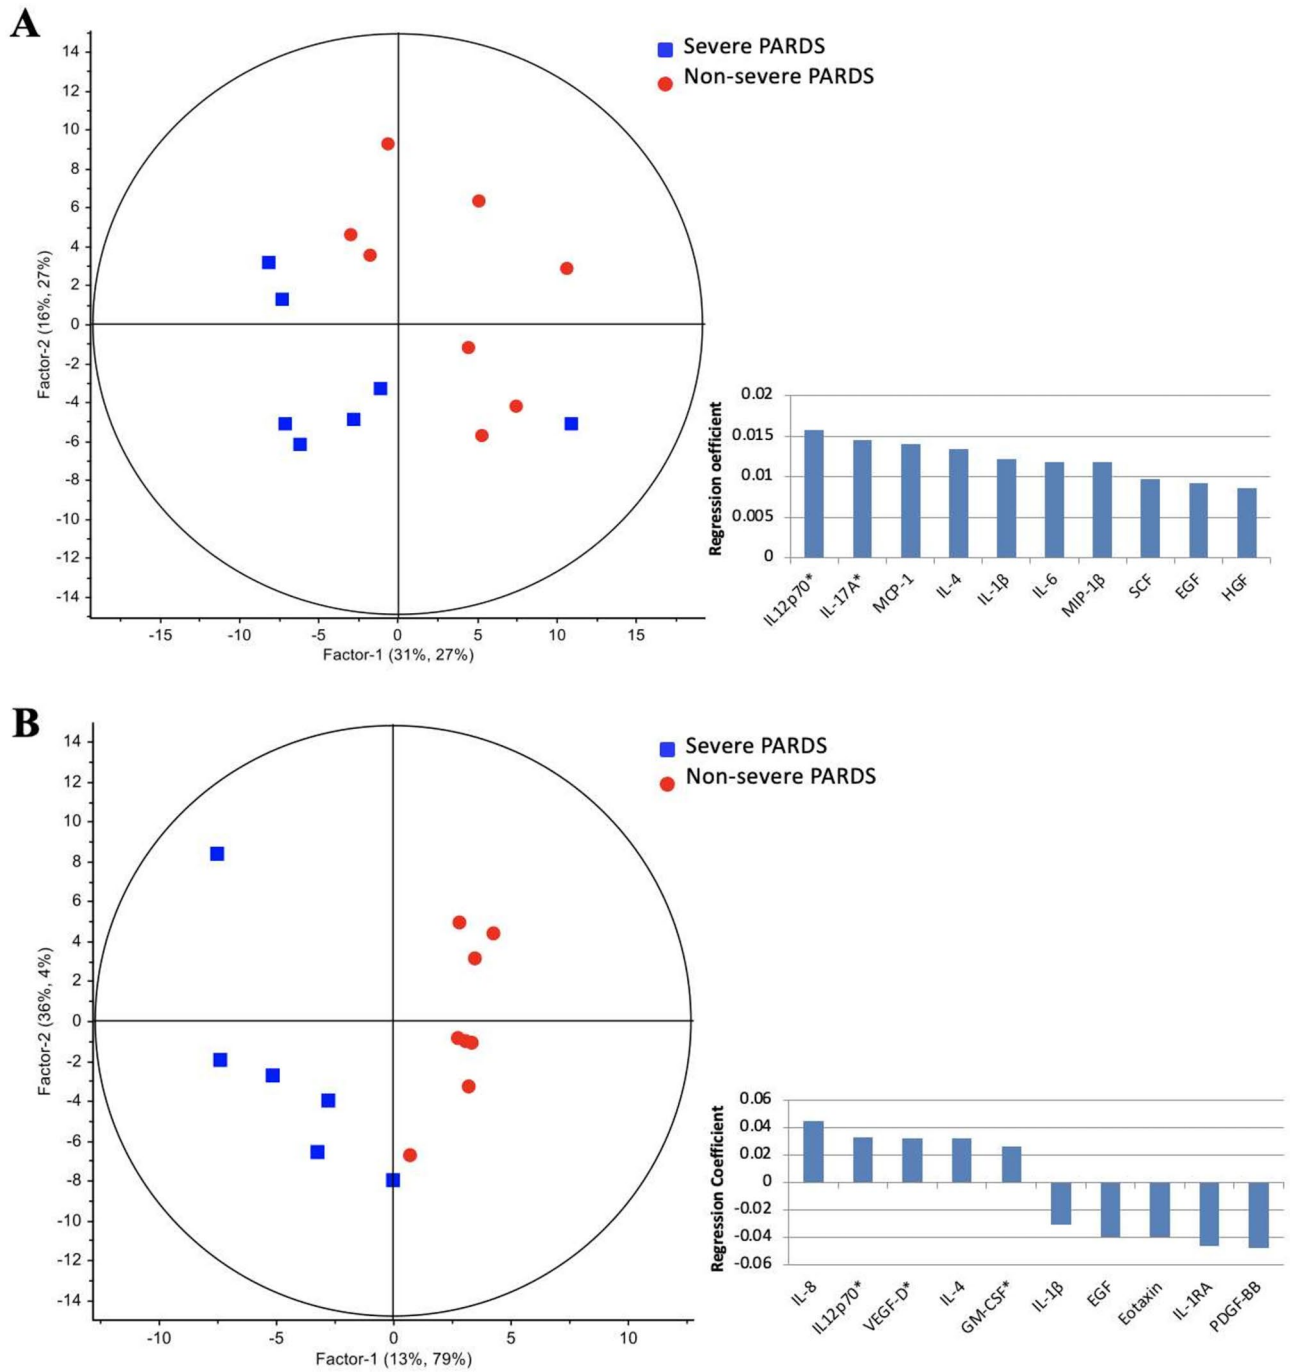 A
Severe PARDS
Non-severe PARDS
14
12
10
8
6
4
2
0
-2
-4
-6
-8
-10
-12
-14
Factor-2 (16%, 27%)
-15
-10
-5
0
5
10
15
Factor-1 (31%, 27%)
Regression oefficient
0.02
0.015
0.01
0.005
0
IL12p70*
IL-17A*
MCP-1
IL-4
IL-1β
IL-6
MIP-1β
SCF
EGF
HGF
B
Severe PARDS
Non-severe PARDS
14
12
10
8
6
4
2
0
-2
-4
-6
-8
-10
-12
-14
Factor-2 (36%, 4%)
-10
-5
0
5
10
Factor-1 (13%, 79%)
Regression Coefficient
0.06
0.04
0.02
0
-0.02
-0.04
-0.06
IL-8
IL12p70*
VEGF-D*
IL-4
GM-CSF*
IL-1β
EGF
Eotaxin
IL-1RA
PDGF-BB